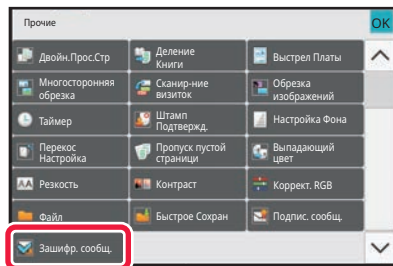 Прочие
OK
Двойн.Прос.Стр
Деление
Книги
Выстрел Платы
Многосторонняя
обрезка
Сканир-ние
визиток
Обрезка
изображений
Таймер
Штамп
Подтвержд.
Настройка Фона
Перекос
Настройка
Пропуск пустой
страници
Выпадающий
цвет
Резкость
Контраст
Коррект. RGB
Файл
Быстрое Сохран
Подпис. сообщ.
Зашифр. сообщ.